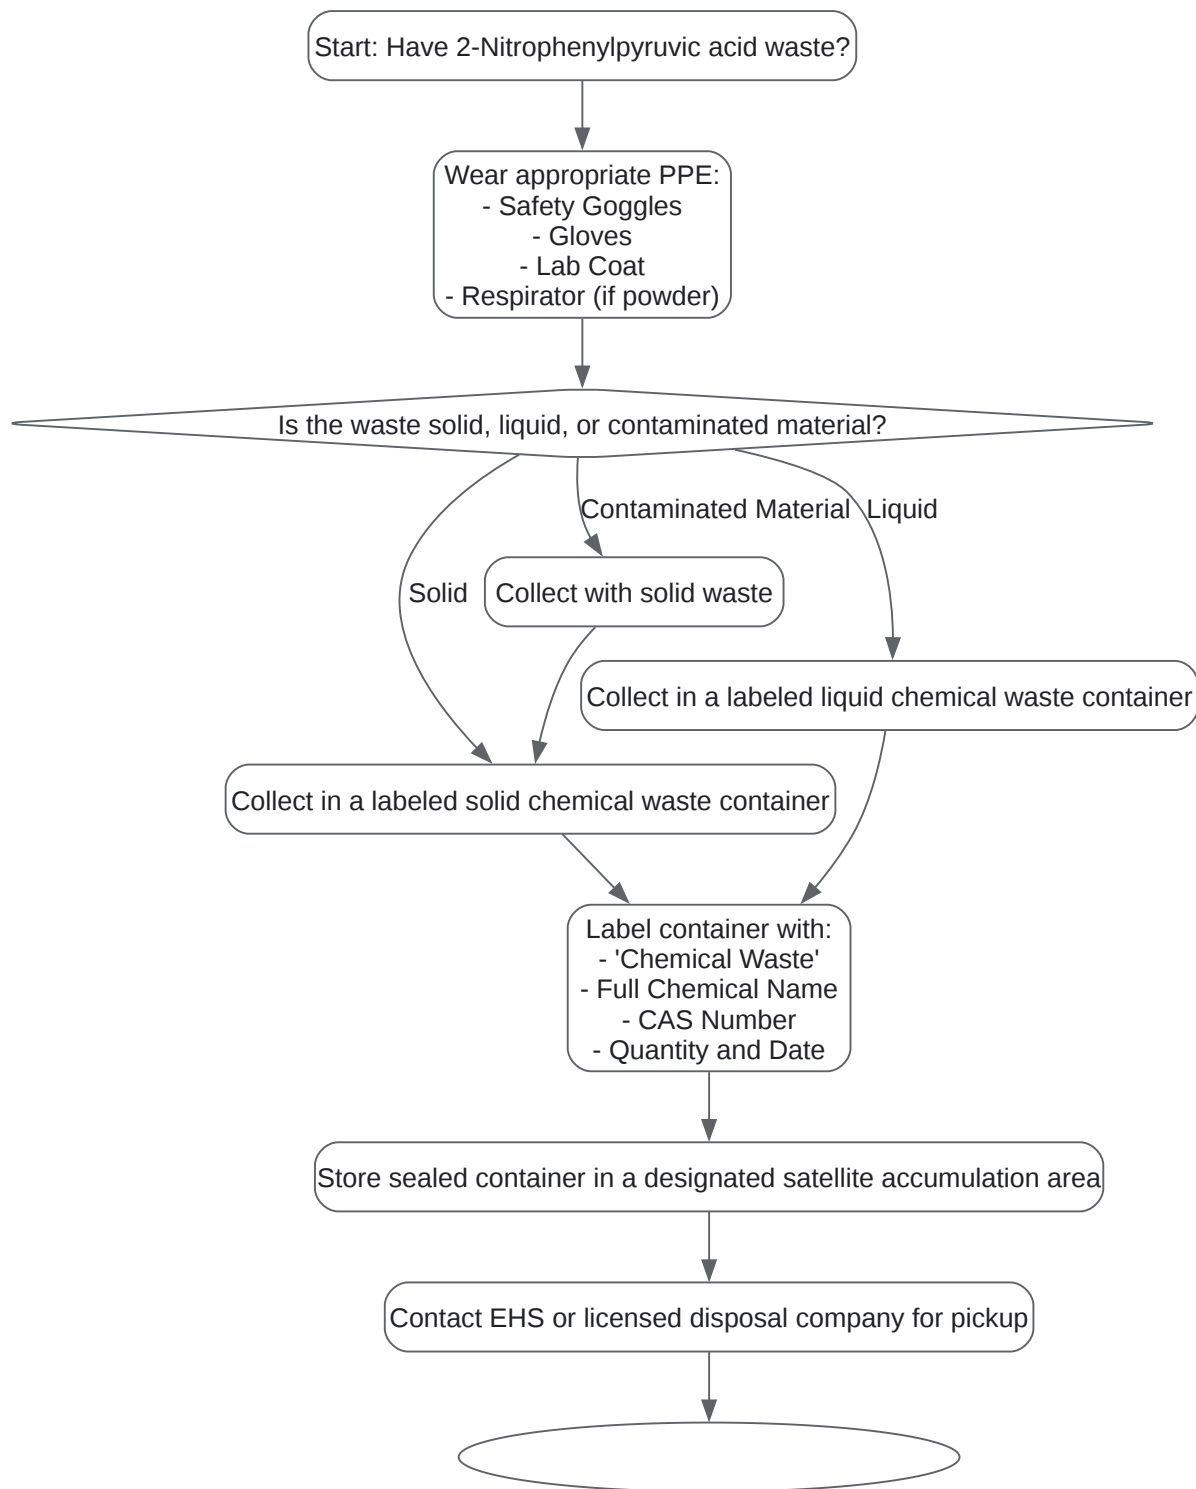 Start: Have 2-Nitrophenylpyruvic acid waste?
Wear appropriate PPE:
- Safety Goggles
- Gloves
- Lab Coat
- Respirator (if powder)
Is the waste solid, liquid, or contaminated material?
Contaminated Material
Liquid
Solid
Collect with solid waste
Collect in a labeled liquid chemical waste container
Collect in a labeled solid chemical waste container
Label container with:
- 'Chemical Waste'
- Full Chemical Name
- CAS Number
- Quantity and Date
Store sealed container in a designated satellite accumulation area
Contact EHS or licensed disposal company for pickup